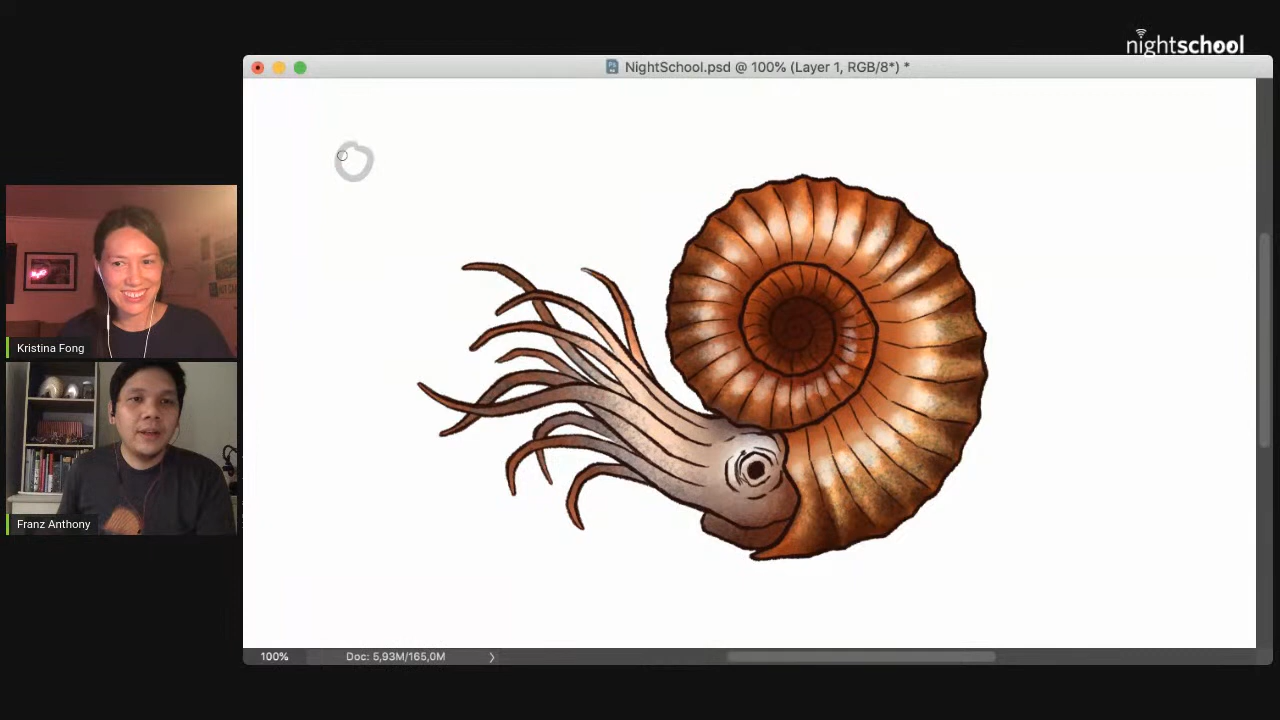 nightschool
NightSchool.psd @ 100% (Layer 1, RGB/8*) *
Kristina Fong
Franz Anthony
100%
Doc: 5,93M/165,0M